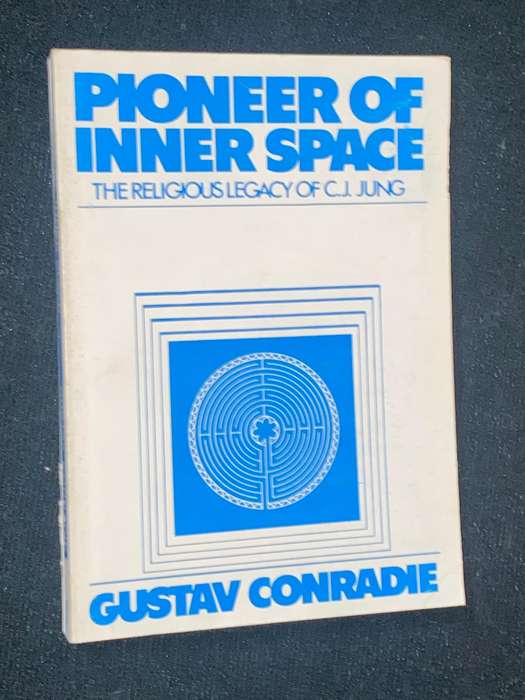 PIONEER OF
INNER SPACE
THE RELIGIOUS LEGACY OF C.J. JUNG
GUSTAV CONRADIE